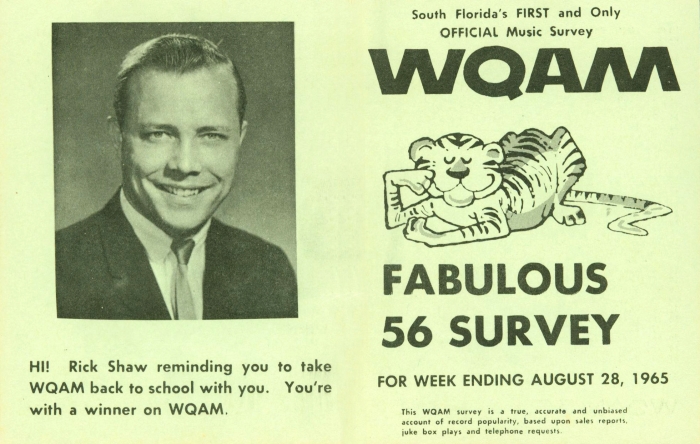 HI! Rick Shaw reminding you to take
WQAM back to school with you. You're
with a winner on WQAM.
South Florida's FIRST and Only
OFFICIAL Music Survey
WQAM
FABULOUS
56 SURVEY
FOR WEEK ENDING AUGUST 28, 1965
This WQAM survey is a true, accurate and unbiased
account of record popularity, based upon sales reports,
juke box plays and telephone requests.